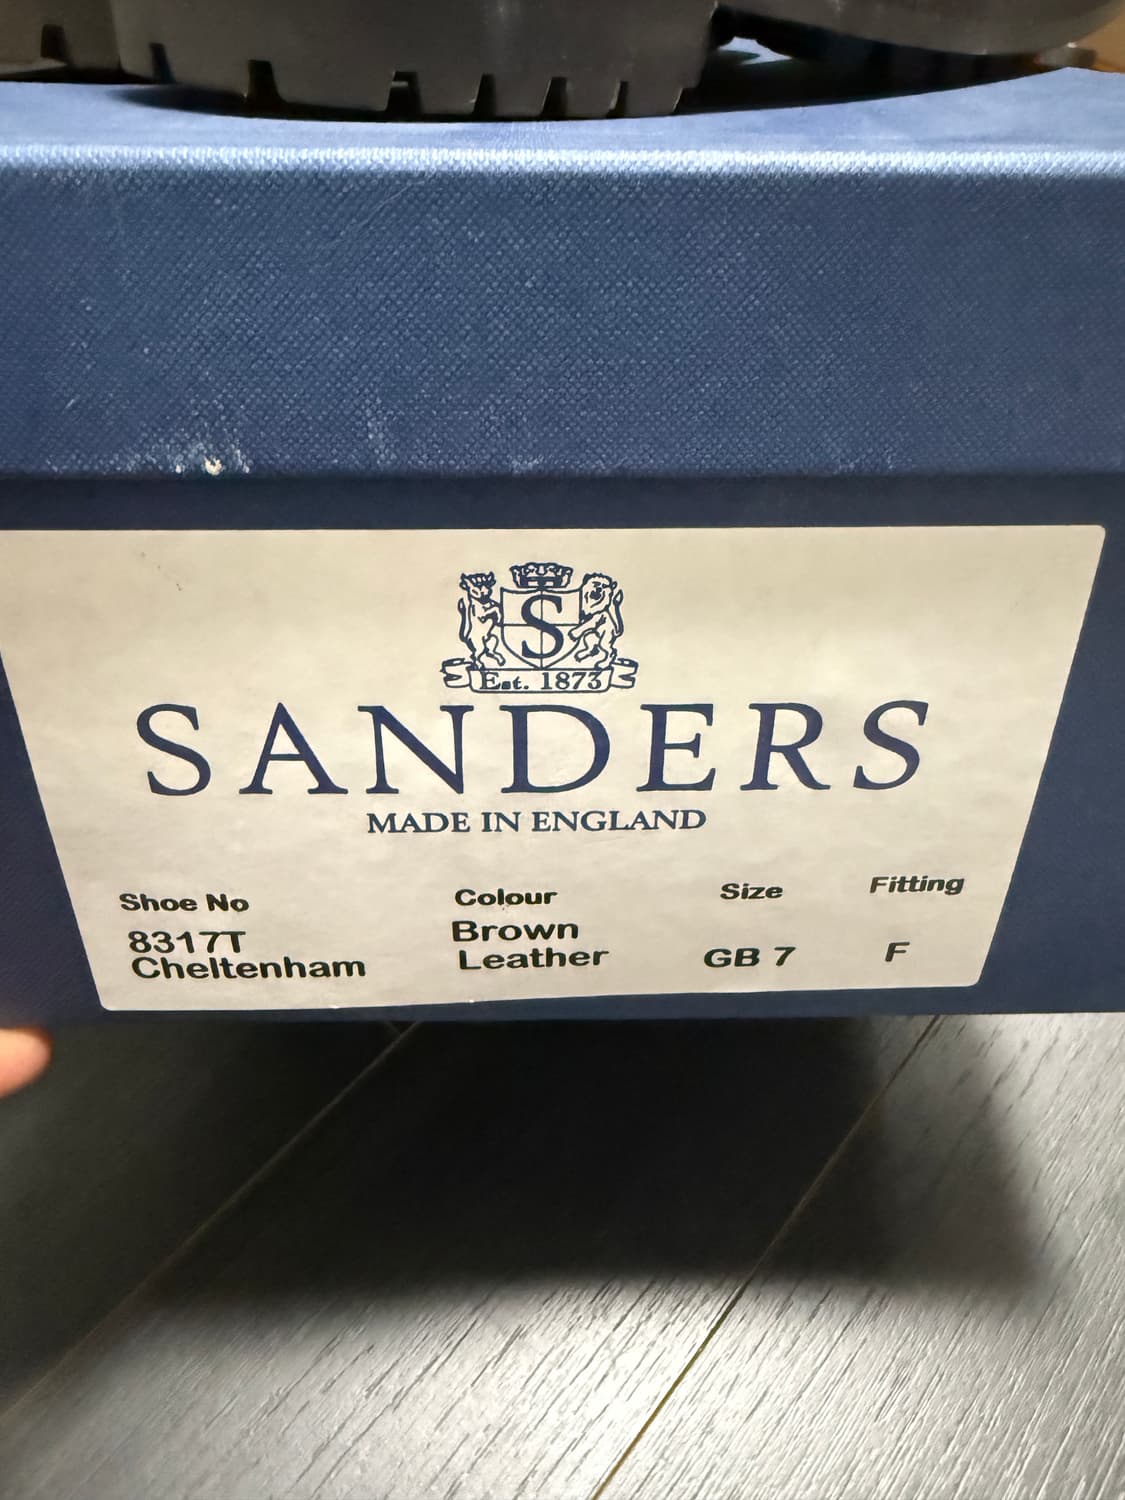 S
Est. 1873
SANDERS
MADE IN ENGLAND
Shoe No Colour Size Fitting
8317T Brown
Cheltenham Leather GB 7 F